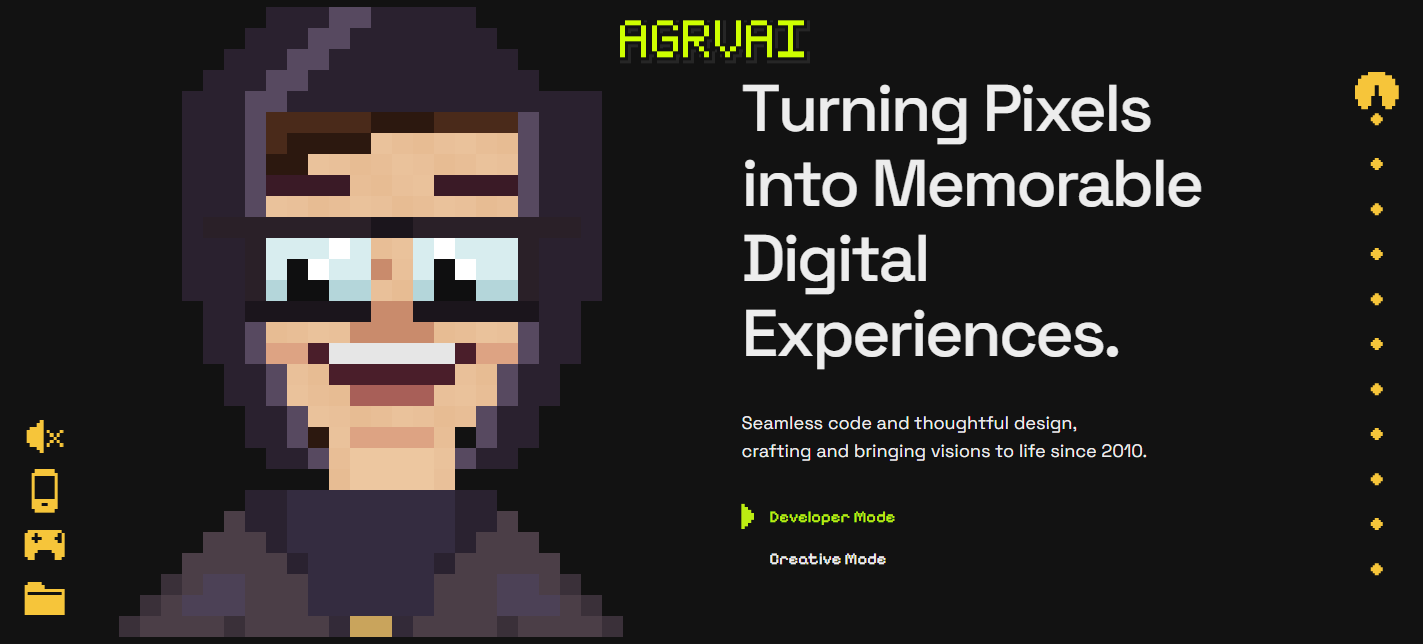 AGRVAI
Turning Pixels
into Memorable
Digital
Experiences.
Seamless code and thoughtful design,
crafting and bringing visions to life since 2010.
Developer Mode
Creative Mode